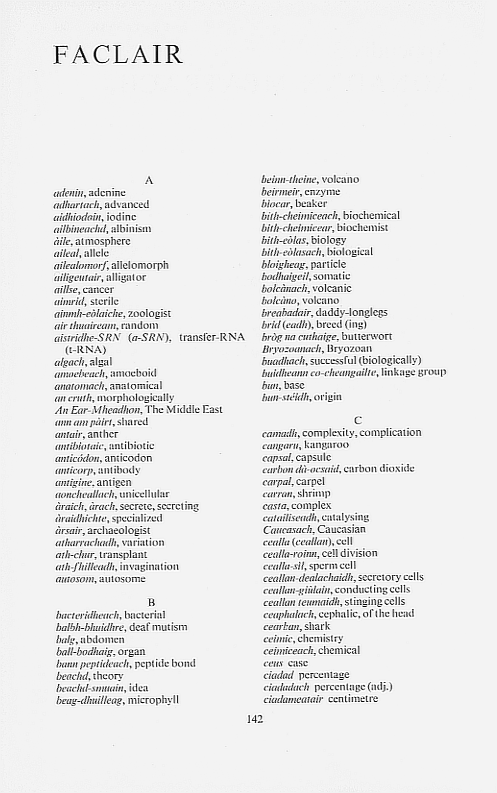 FACLAIR
A
adenin, adenine
adhartach, advanced
aidhiodain, iodine
ailbineachd, albinism
àile, atmosphere
aileal, allele
ailealomorf, allelomorph
ailigeutair, alligator
aillse, cancer
aimrid, sterile
ainmh-eòlaiche, zoologist
air thuaiream, random
aistridhe-SRN (a-SRN), transfer-RNA
(t-RNA)
algach, algal
amoebeach, amoeboid
anatomach, anatomical
an cruth, morphologically
An Ear-Mheadhon, The Middle East
ann am pàirt, shared
antair, anther
antibiotaic, antibiotic
anticódon, anticodon
anticorp, antibody
antigine, antigen
aoncheallach, unicellular
àraich, àrach, secrete, secreting
àraidhichte, specialized
àrsair, archaeologist
atharrachadh, variation
ath-chur, transplant
ath-fhilleadh, invagination
autosom, autosome
B
bacteridheach, bacterial
balbh-bhuidhre, deaf mutism
balg, abdomen
ball-bodhaig, organ
bann peptideach, peptide bond
beachd, theory
beachd-smuain, idea
beag-dhuilleag, microphyll
beinn-theine, volcano
beirmeir, enzyme
biocar, beaker
bith-cheimiceach, biochemical
bith-cheimicear, biochemist
bith-eòlas, biology
bith-eòlasach, biological
bloigheag, particle
bodhaigeil, somatic
bolcànach, volcanic
bolcàno, volcano
breabadair, daddy-longlegs
brid (eadh), breed (ing)
bròg na cuthaige, butterwort
Bryozoanach, Bryozoan
buadhach, successful (biologically)
buidheann co-cheangailte, linkage group
bun, base
bun-stéidh, origin
C
camadh, complexity, complication
cangaru, kangaroo
capsal, capsule
carbon dà-ocsaid, carbon dioxide
carpal, carpel
carran, shrimp
casta, complex
catailiseadh, catalysing
Caucasach, Caucasian
cealla (ceallan), cell
cealla-roinn, cell division
cealla-sìl, sperm cell
ceallan-dealachaidh, secretory cells
ceallan-giùlain, conducting cells
ceallan teumaidh, stinging cells
ceaphalach, cephalic, of the head
cearban, shark
ceimic, chemistry
ceimiceach, chemical
ceus case
ciadad percentage
ciadadach percentage (adj.)
ciadameatair centimetre
142